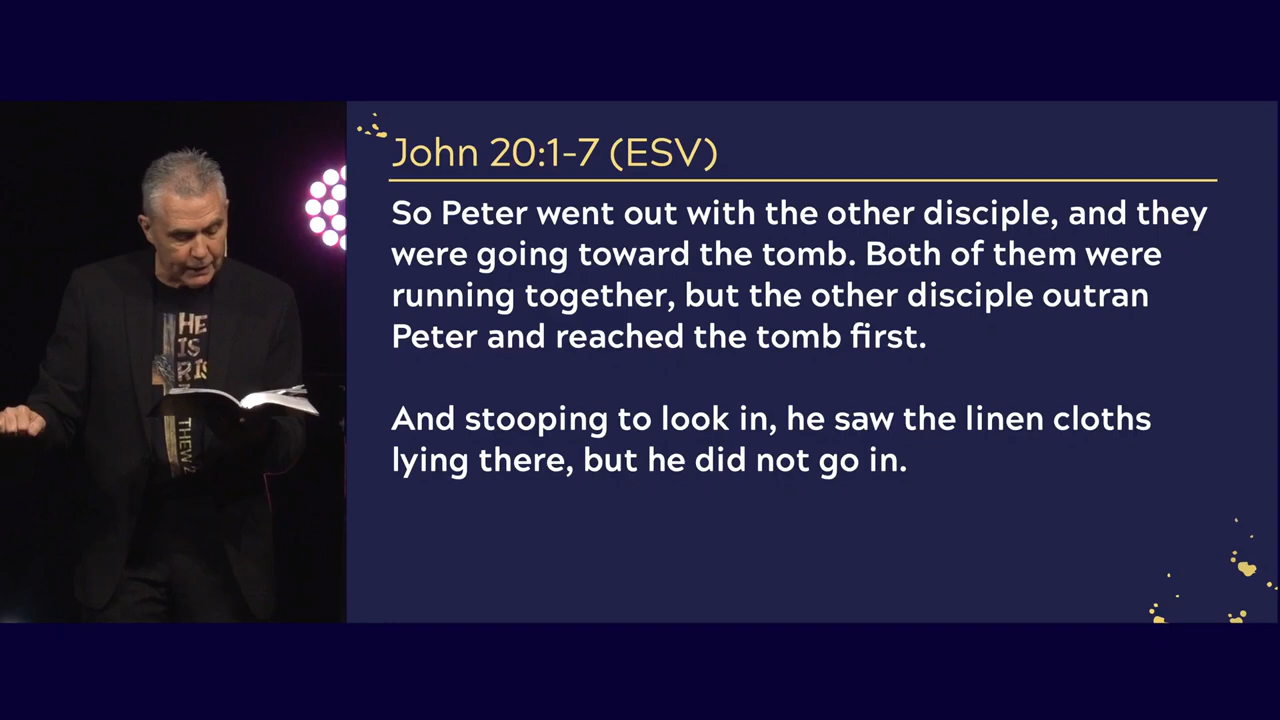 John 20:1-7 (ESV)
So Peter went out with the other disciple, and they
were going toward the tomb. Both of them were
running together, but the other disciple outran
Peter and reached the tomb first.
And stooping to look in, he saw the linen cloths
lying there, but he did not go in.
HE
IS
RIS
THEW 2